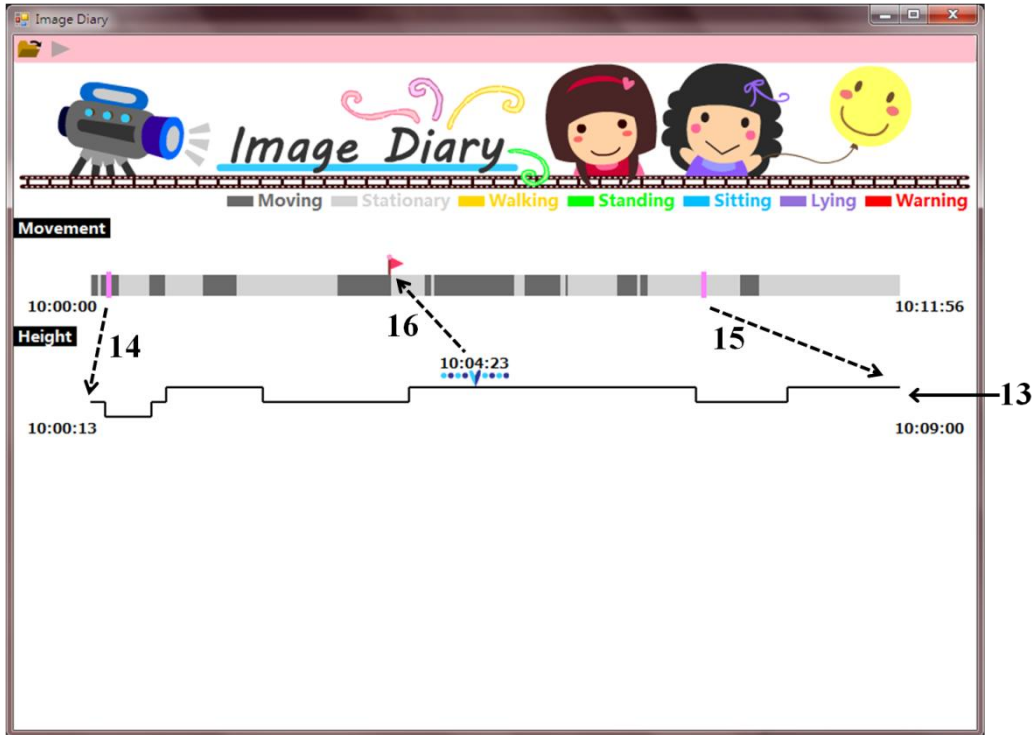 Image Diary
Image Diary
Moving Stationary Walking Standing Sitting Lying Warning
Movement
10:00:00 10:11:56
Height
14 16 15
10:04:23
13
10:00:13 10:09:00